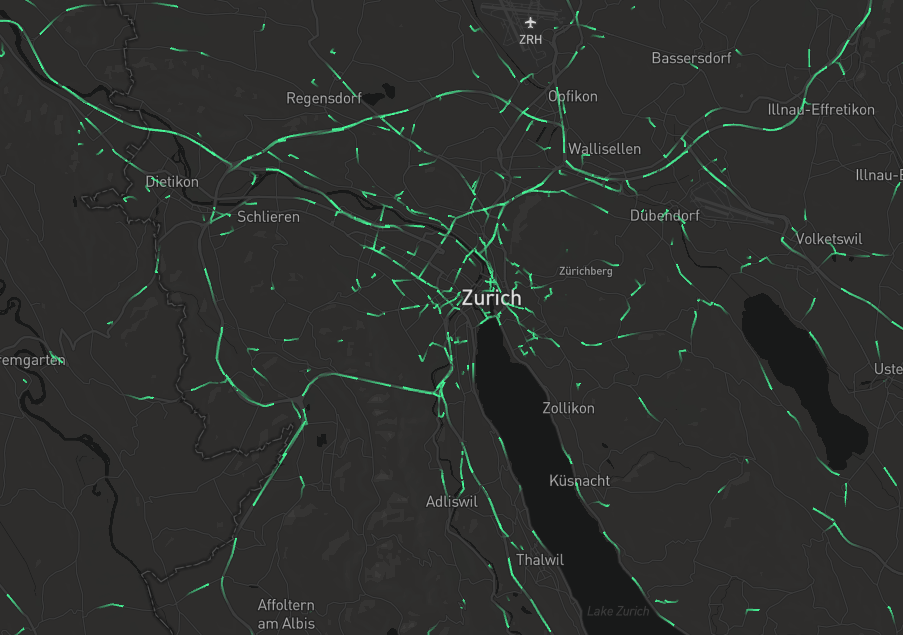 ZRH
Bassersdorf
Regensdorf
Opfikon
Illnau-Effretikon
Wallisellen
Illnau-E
Dietikon
Schlieren
Dübendorf
Volketswil
Zürichberg
Zurich
remgarten
Uste
Zollikon
Küsnacht
Adliswil
Thalwil
Affoltern
am Albis
Lake Zurich